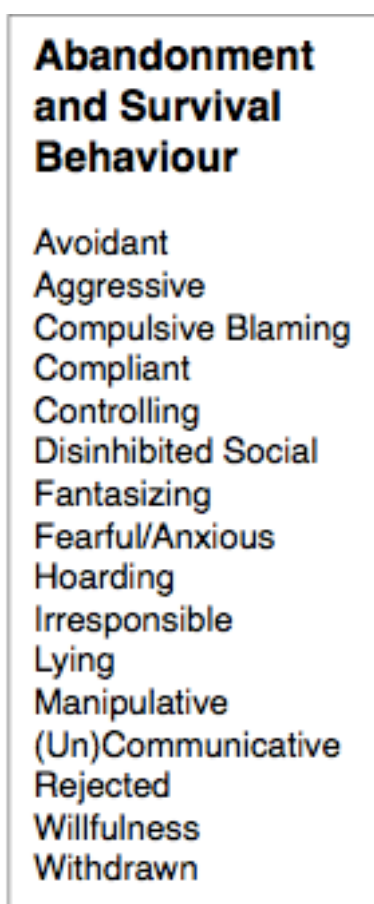 Abandonment
and Survival
Behaviour
Avoidant
Aggressive
Compulsive Blaming
Compliant
Controlling
Disinhibited Social
Fantasizing
Fearful/Anxious
Hoarding
Irresponsible
Lying
Manipulative
(Un)Communicative
Rejected
Willfulness
Withdrawn